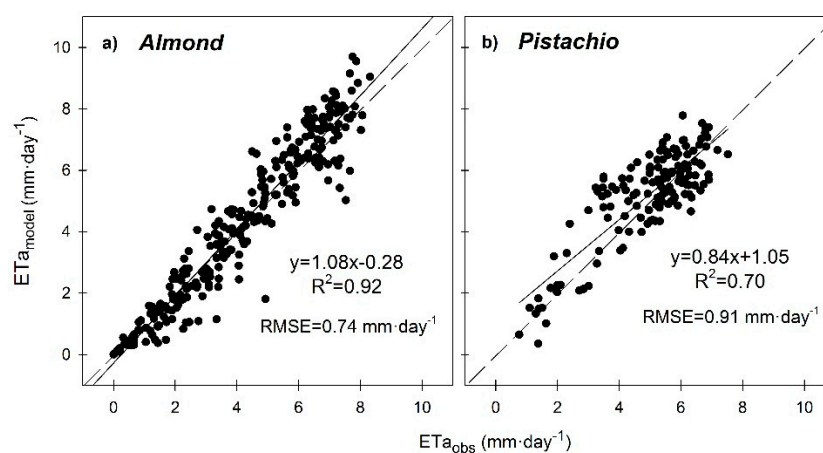 a) Almond
b) Pistachio
10
8
6
4
2
0
ETa_model (mm·day⁻¹)
y=1.08x-0.28
R²=0.92
RMSE=0.74 mm·day⁻¹
y=0.84x+1.05
R²=0.70
RMSE=0.91 mm·day⁻¹
0 2 4 6 8 10
0 2 4 6 8 10
ETa_obs (mm·day⁻¹)